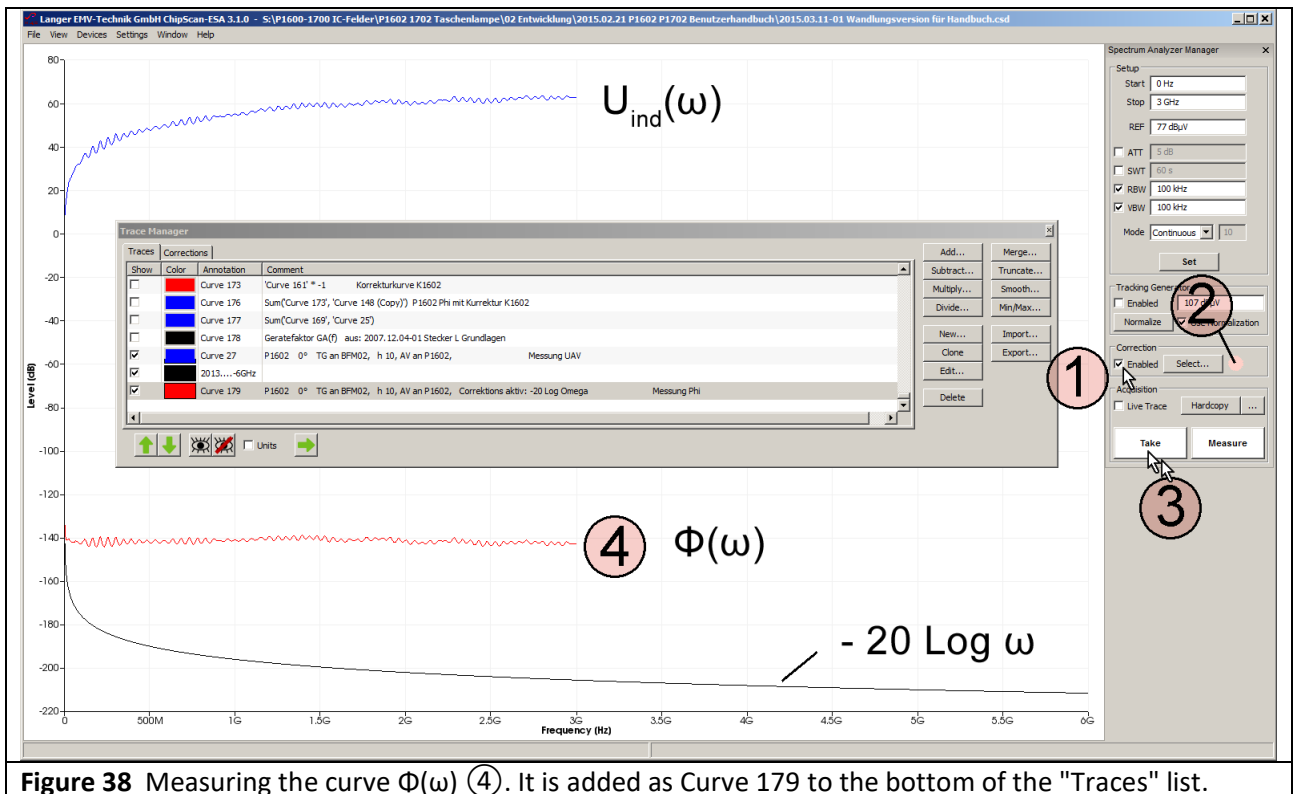 Langer EMV-Technik GmbH ChipScan-ESA 3.1.0 - S:\P1600-1700 IC-Felder\P1602 1702 Taschenlampe\02 Entwicklung\2015.02.21 P1602 P1702 Benutzerhandbuch\2015.03.11-01 Wandlungsversion für Handbuch.csd
File View Devices Settings Window Help
80
60
40
20
0
-20
-40
-60
-80
-100
-120
-140
-160
-180
-200
-220
Level (dB)
0 500M 1G 1.5G 2G 2.5G 3G 3.5G 4G 4.5G 5G 5.5G 6G
Frequency (Hz)
Uind(ω)
Trace Manager
Traces Corrections
Show Color Annotation Comment
Curve 173 'Curve 161' * -1 Korrekturkurve K1602
Curve 176 Sum('Curve 173', 'Curve 148 (Copy)') P1602 Phi mit Kurrektur K1602
Curve 177 Sum('Curve 169', 'Curve 25')
Curve 178 Geratefaktor GA(f) aus: 2007.12.04-01 Stecker L Grundlagen
Curve 27 P1602 0° TG an BFM02, h 10, AV an P1602, Messung UAV
2013....-6GHz
Curve 179 P1602 0° TG an BFM02, h 10, AV an P1602, Correktions aktiv: -20 Log Omega Messung Phi
Units
Add... Merge...
Subtract... Truncate...
Multiply... Smooth...
Divide... Min/Max...
New... Import...
Clone Export...
Edit...
Delete
4 Φ(ω)
- 20 Log ω
Spectrum Analyzer Manager
Setup
Start 0 Hz
Stop 3 GHz
REF 77 dBµV
ATT 5 dB
SWT 60 s
RBW 100 kHz
VBW 100 kHz
Mode Continuous 10
Set
Tracking Generator
Enabled 107 dBµV
Normalize Use Normalization
2
Correction
Enabled Select...
1
Acquisition
Live Trace Hardcopy ...
Take Measure
3
Figure 38 Measuring the curve Φ(ω) ④. It is added as Curve 179 to the bottom of the "Traces" list.